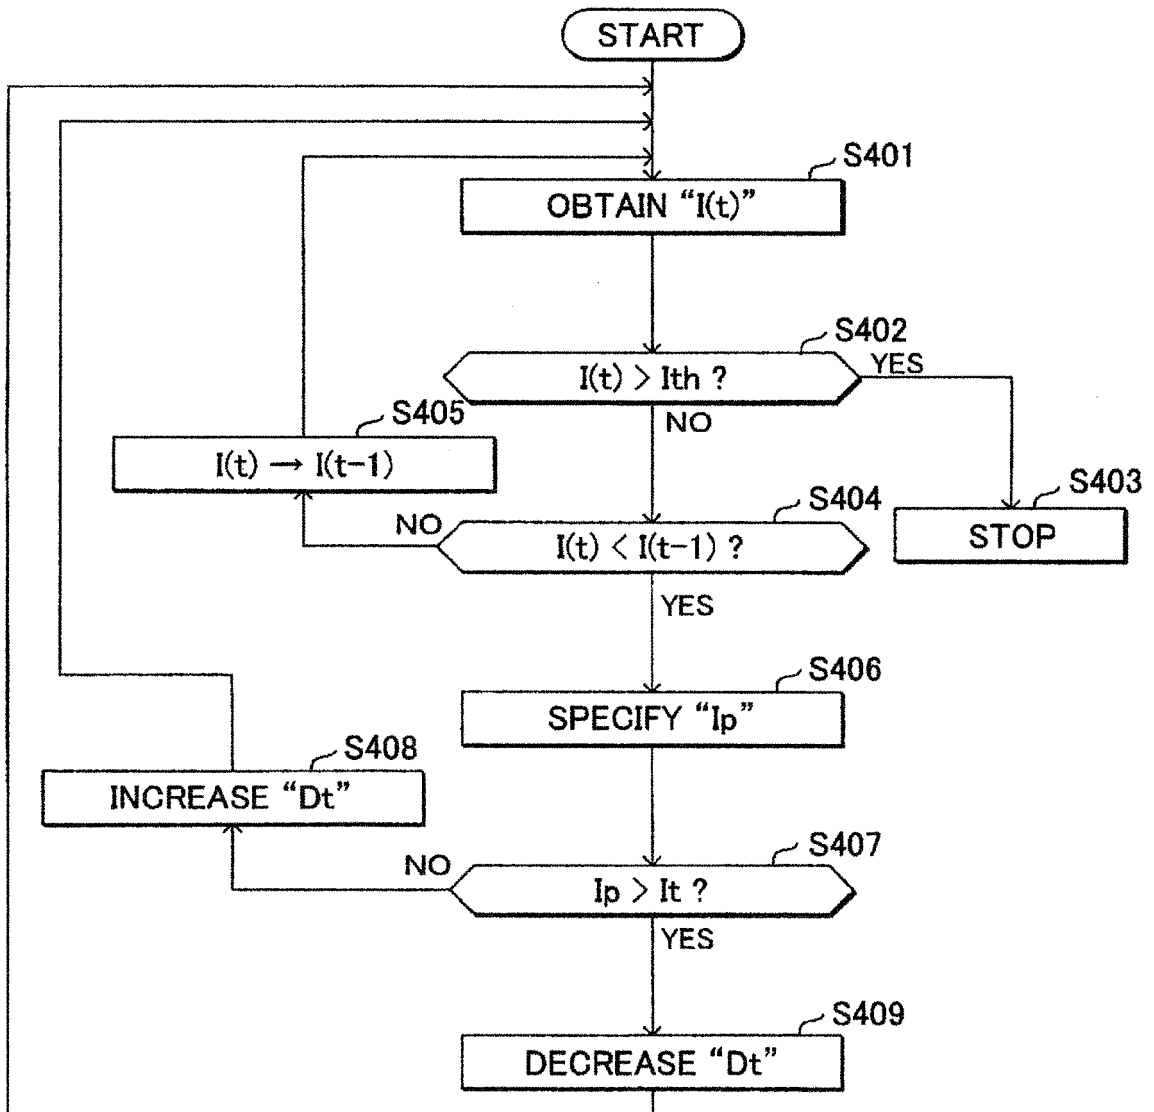 START
S401
OBTAIN “I(t)”
S402
I(t) > Ith ?
YES
NO
S405
I(t) → I(t−1)
S403
STOP
S404
NO
I(t) < I(t−1) ?
YES
S406
SPECIFY “Ip”
S408
INCREASE “Dt”
S407
NO
Ip > It ?
YES
S409
DECREASE “Dt”